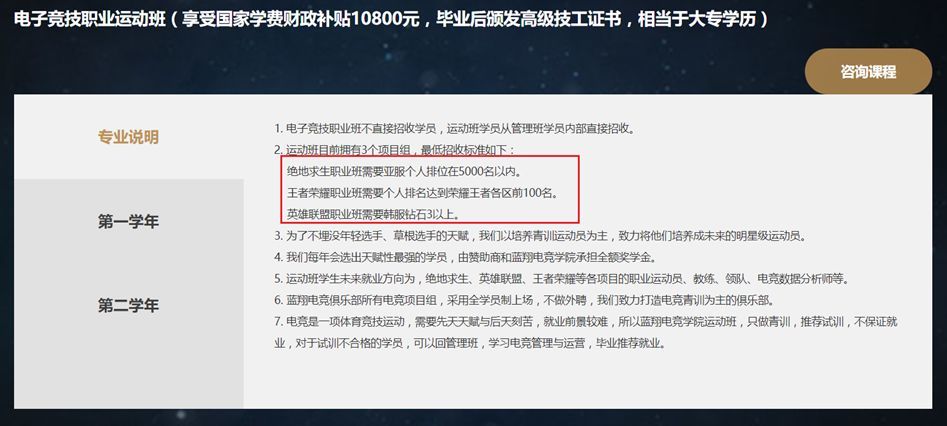 电子竞技职业运动班（享受国家学费财政补贴10800元，毕业后颁发高级技工证书，相当于大专学历）
咨询课程
专业说明
第一学年
第二学年
1. 电子竞技职业班不直接招收学员，运动班学员从管理班学员内部直接招收。
2. 运动班目前拥有3个项目组，最低招收标准如下：
绝地求生职业班需要亚服个人排位在5000名以内。
王者荣耀职业班需要个人排名达到荣耀王者各区前100名。
英雄联盟职业班需要韩服钻石3以上。
3. 为了不埋没年轻选手、草根选手的天赋，我们以培养青训运动员为主，致力将他们培养成未来的明星级运动员。
4. 我们每年会选出天赋性最强的学员，由赞助商和蓝翔电竞学院承担全额奖学金。
5. 运动班学生未来就业方向为，绝地求生、英雄联盟、王者荣耀等各项目的职业运动员、教练、领队、电竞数据分析师等。
6. 蓝翔电竞俱乐部所有电竞项目组，采用全学员制上场，不做外聘，我们致力打造电竞青训为主的俱乐部。
7. 电竞是一项体育竞技运动，需要先天天赋与后天刻苦，就业前景较难，所以蓝翔电竞学院运动班，只做青训，推荐试训，不保证就
业，对于试训不合格的学员，可以回管理班，学习电竞管理与运营，毕业推荐就业。